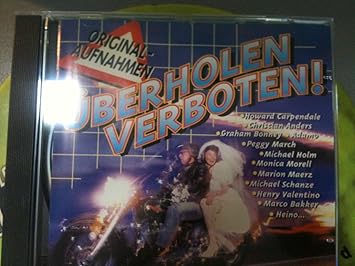 ORIGINAL-
AUFNAHMEN
ÜBERHOLEN
VERBOTEN!
•Howard Carpendale
•Christian Anders
•Graham Bonney •Adamo
•Peggy March
•Michael Holm
•Monica Morell
•Marion Maerz
•Michael Schanze
•Henry Valentino
•Marco Bakker
•Heino...